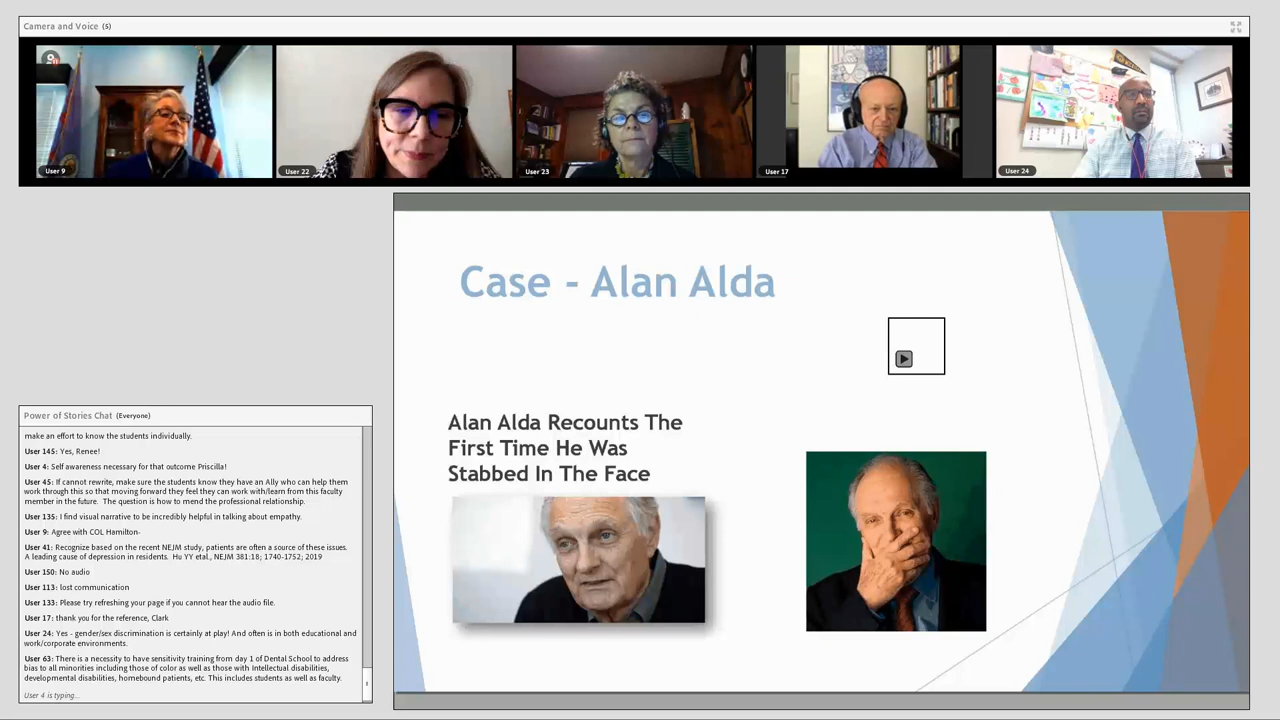 Camera and Voice (5)
User 9
User 22
User 23
User 17
User 24
Case - Alan Alda
Alan Alda Recounts The
First Time He Was
Stabbed In The Face
Power of Stories Chat (Everyone)
make an effort to know the students individually.
User 145: Yes, Renee!
User 4: Self awareness necessary for that outcome Priscilla!
User 45: If cannot rewrite, make sure the students know they have an Ally who can help them
work through this so that moving forward they feel they can work with/learn from this faculty
member in the future. The question is how to mend the professional relationship.
User 135: I find visual narrative to be incredibly helpful in talking about empathy.
User 9: Agree with COL Hamilton-
User 41: Recognize based on the recent NEJM study, patients are often a source of these issues.
A leading cause of depression in residents. Hu YY etal., NEJM 381:18; 1740-1752; 2019
User 150: No audio
User 113: lost communication
User 133: Please try refreshing your page if you cannot hear the audio file.
User 17: thank you for the reference, Clark
User 24: Yes - gender/sex discrimination is certainly at play! And often is in both educational and
work/corporate environments.
User 63: There is a necessity to have sensitivity training from day 1 of Dental School to address
bias to all minorities including those of color as well as those with Intellectual disabilities,
developmental disabilities, homebound patients, etc. This includes students as well as faculty.
User 4 is typing...